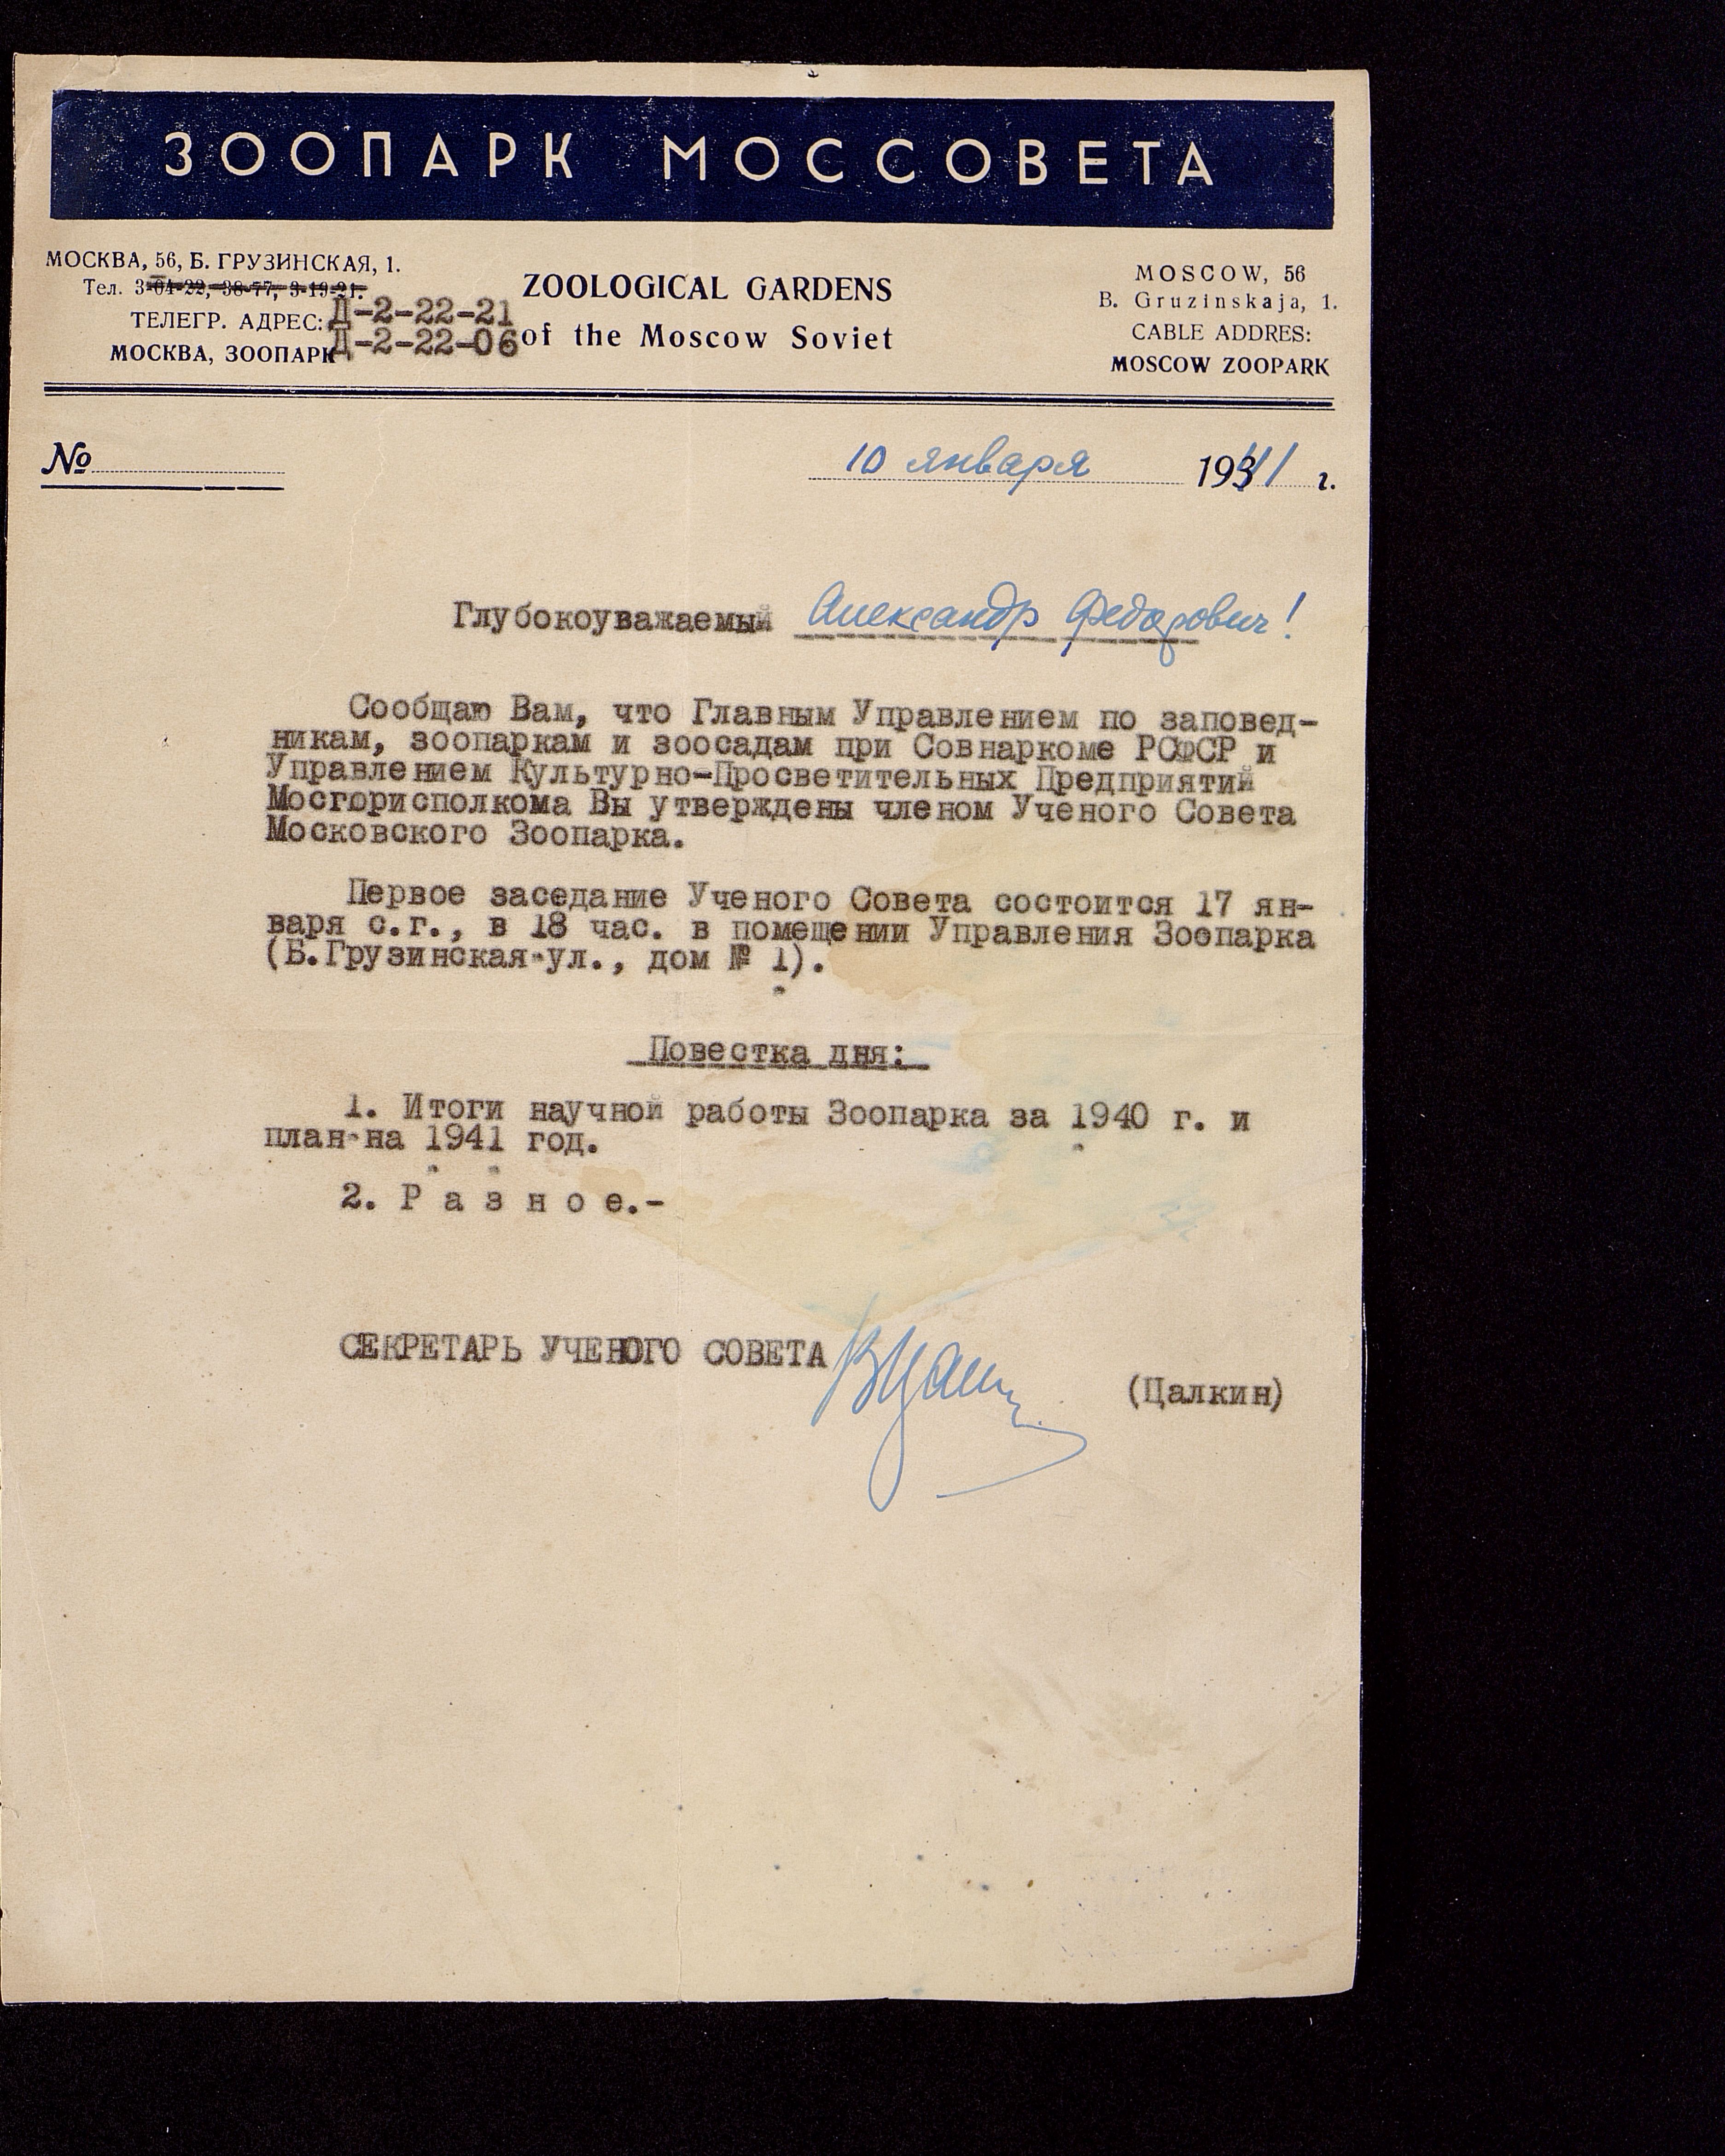 ЗООПАРК МОССОВЕТА
МОСКВА, 56, Б. ГРУЗИНСКАЯ, 1.
Тел. 3-64-22, 38-77, 3-19-21.
Д-2-22-21
ТЕЛЕГР. АДРЕС:
Д-2-22-06
МОСКВА, ЗООПАРК
ZOOLOGICAL GARDENS
of the Moscow Soviet
MOSCOW, 56
B. Gruzinskaja, 1.
CABLE ADDRES:
MOSCOW ZOOPARK
№
10 января 1941 г.
Глубокоуважаемый Александр Федорович!
Сообщаю Вам, что Главным Управлением по заповед-
никам, зоопаркам и зоосадам при Совнаркоме РСФСР и
Управлением Культурно-Просветительных Предприятий
Мосгорисполкома Вы утверждены членом Ученого Совета
Московского Зоопарка.
Первое заседание Ученого Совета состоится 17 ян-
варя с.г., в 18 час. в помещении Управления Зоопарка
(Б.Грузинская ул., дом № 1).
Повестка дня:
1. Итоги научной работы Зоопарка за 1940 г. и
план на 1941 год.
2. Р а з н о е.-
СЕКРЕТАРЬ УЧЕНОГО СОВЕТА
(Цалкин)